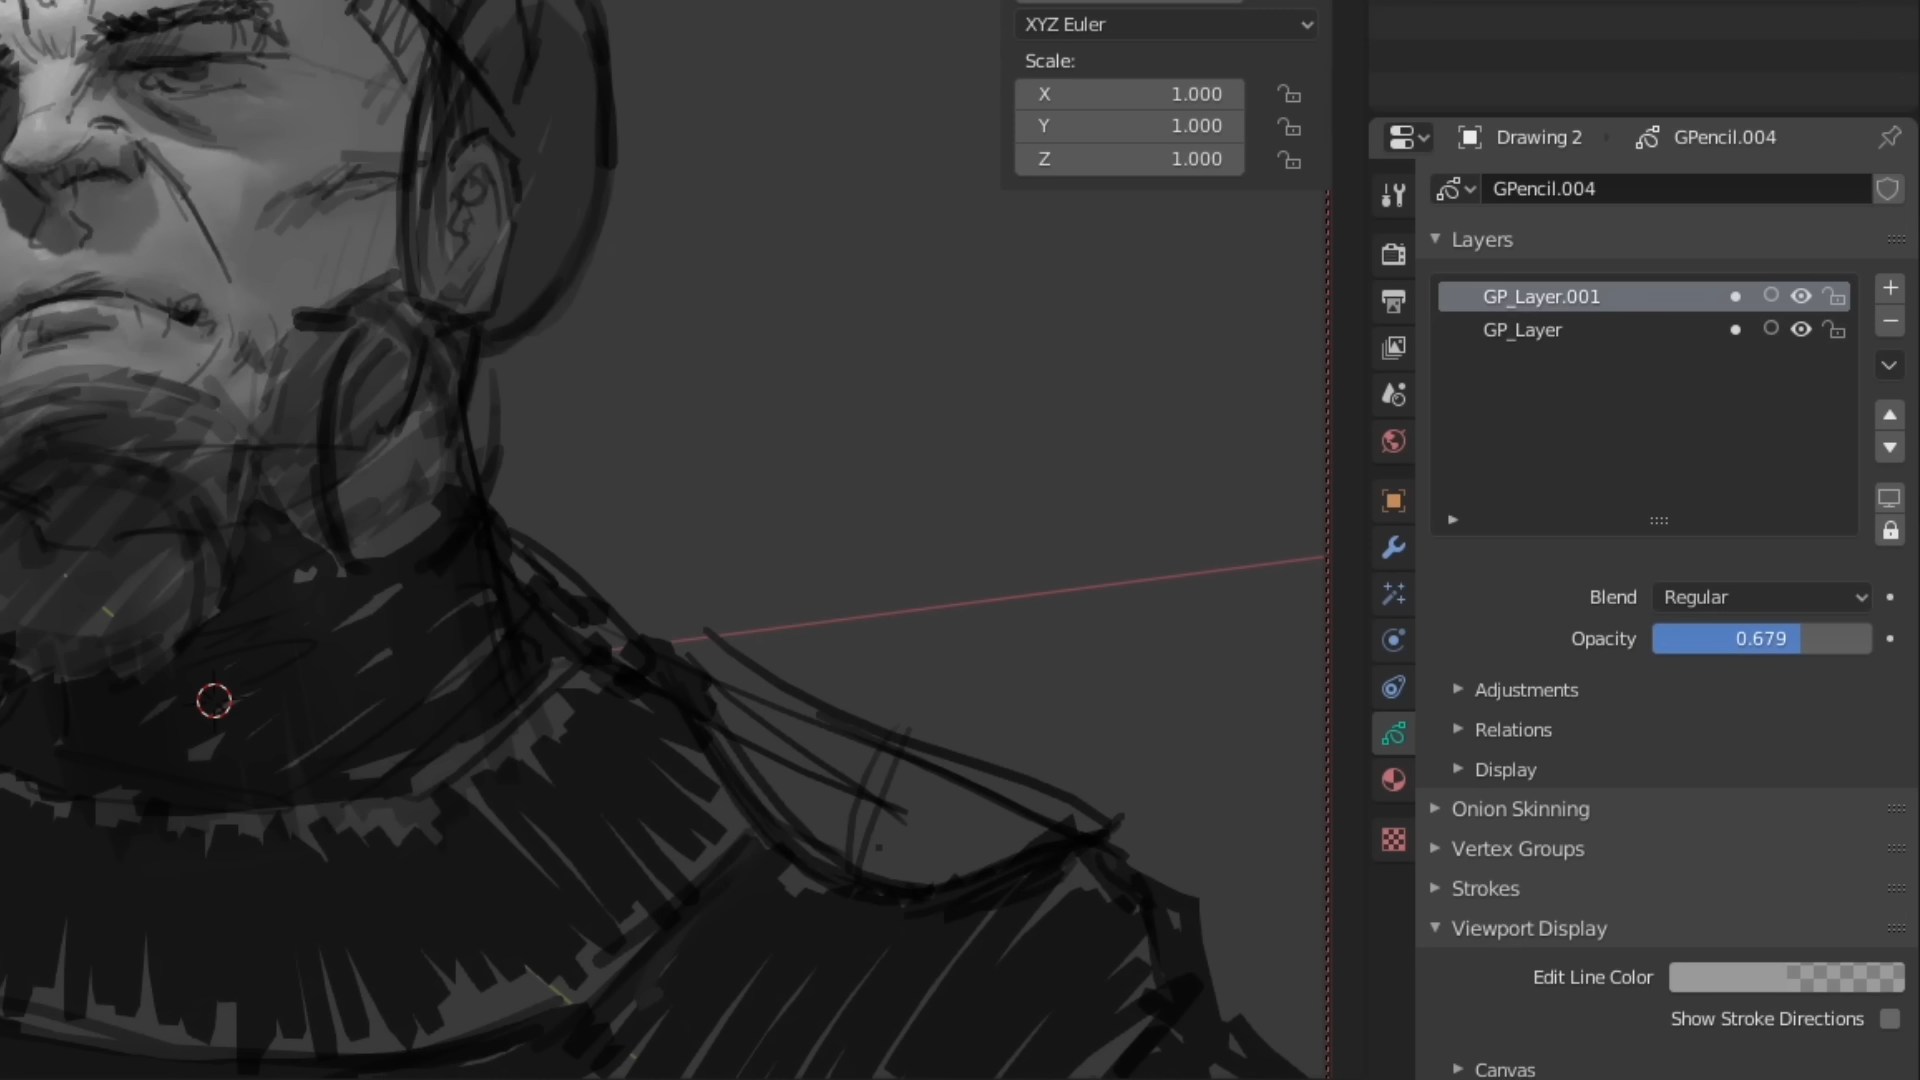 XYZ Euler
Scale:
X 1.000
Y 1.000
Z 1.000
Drawing 2 GPencil.004
GPencil.004
Layers
GP_Layer.001
GP_Layer
Blend Regular
Opacity 0.679
Adjustments
Relations
Display
Onion Skinning
Vertex Groups
Strokes
Viewport Display
Edit Line Color
Show Stroke Directions
Canvas